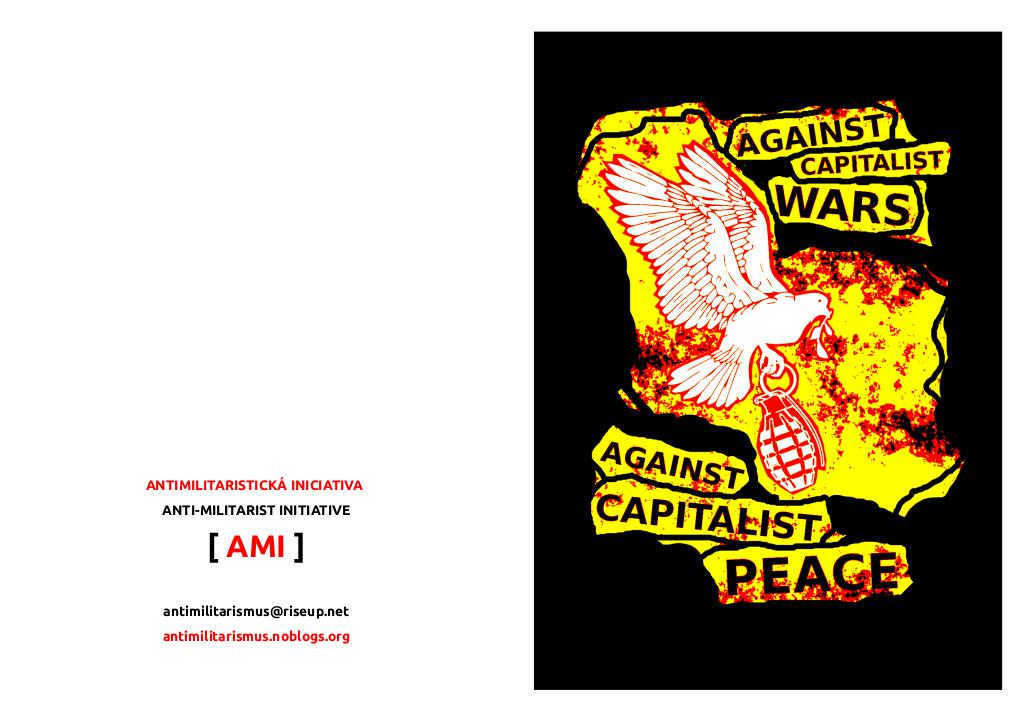 ANTIMILITARISTICKÁ INICIATIVA
ANTI-MILITARIST INITIATIVE
[ AMI ]
antimilitarismus@riseup.net
antimilitarismus.noblogs.org
AGAINST
CAPITALIST
WARS
AGAINST
CAPITALIST
PEACE